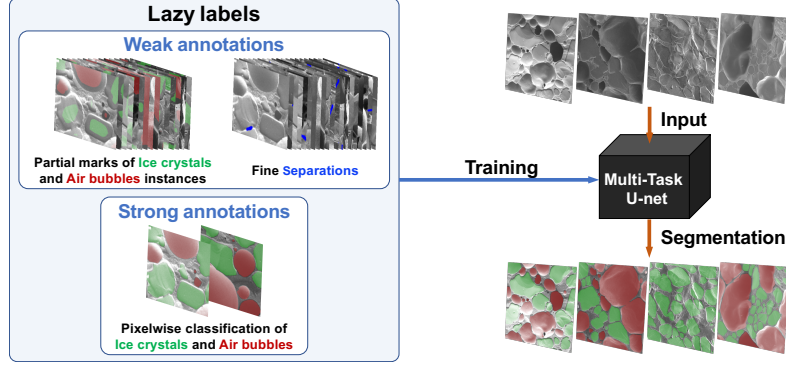 Lazy labels
Weak annotations
Partial marks of Ice crystals
and Air bubbles instances
Fine Separations
Strong annotations
Pixelwise classification of
Ice crystals and Air bubbles
Training
Input
Multi-Task
U-net
Segmentation